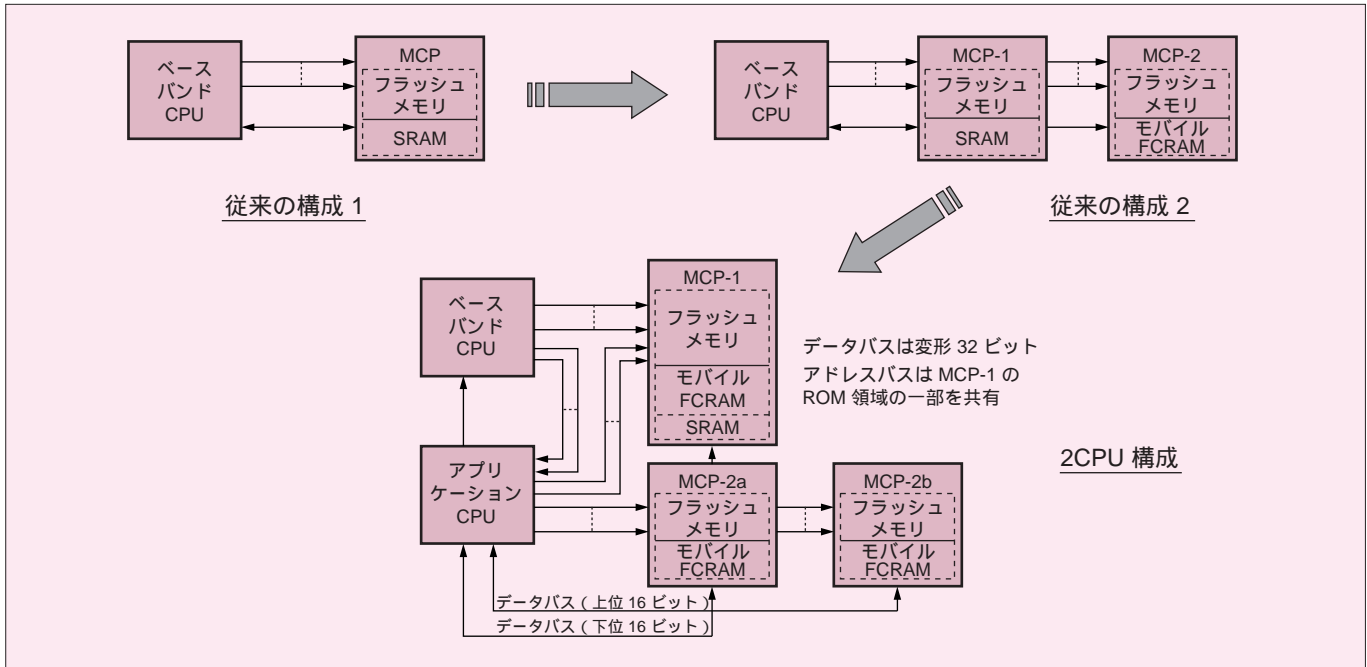 ベース
バンド
CPU
MCP
フラッシュ
メモリ
SRAM
従来の構成 1
ベース
バンド
CPU
MCP-1
フラッシュ
メモリ
SRAM
MCP-2
フラッシュ
メモリ
モバイル
FCRAM
従来の構成 2
ベース
バンド
CPU
MCP-1
フラッシュ
メモリ
モバイル
FCRAM
SRAM
データバスは変形 32 ビット
アドレスバスは MCP-1 の
ROM 領域の一部を共有
2CPU 構成
アプリ
ケーション
CPU
MCP-2a
フラッシュ
メモリ
モバイル
FCRAM
MCP-2b
フラッシュ
メモリ
モバイル
FCRAM
データバス（上位 16 ビット）
データバス（下位 16 ビット）